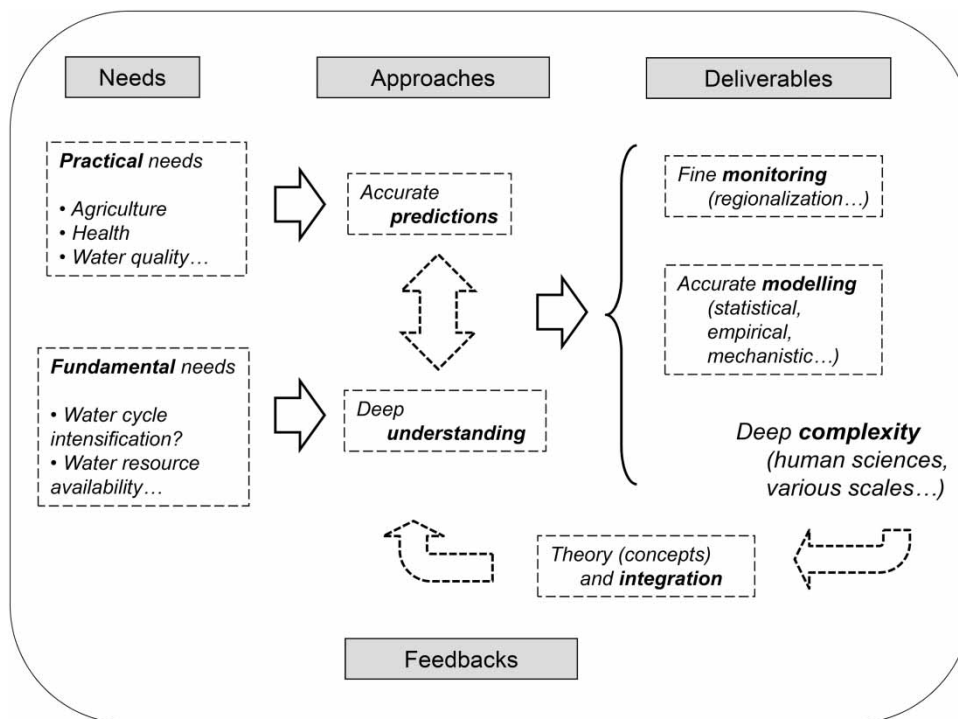 Needs
Approaches
Deliverables
Practical needs
• Agriculture
• Health
• Water quality…
Accurate
predictions
Fine monitoring
(regionalization…)
Accurate modelling
(statistical,
empirical,
mechanistic…)
Fundamental needs
• Water cycle
intensification?
• Water resource
availability…
Deep
understanding
Deep complexity
(human sciences,
various scales…)
Theory (concepts)
and integration
Feedbacks